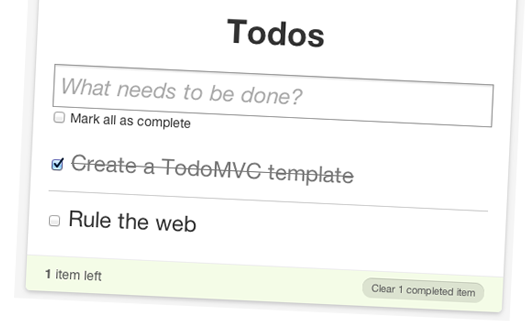 Todos
What needs to be done?
Mark all as complete
Create a TodoMVC template
Rule the web
1 item left
Clear 1 completed item